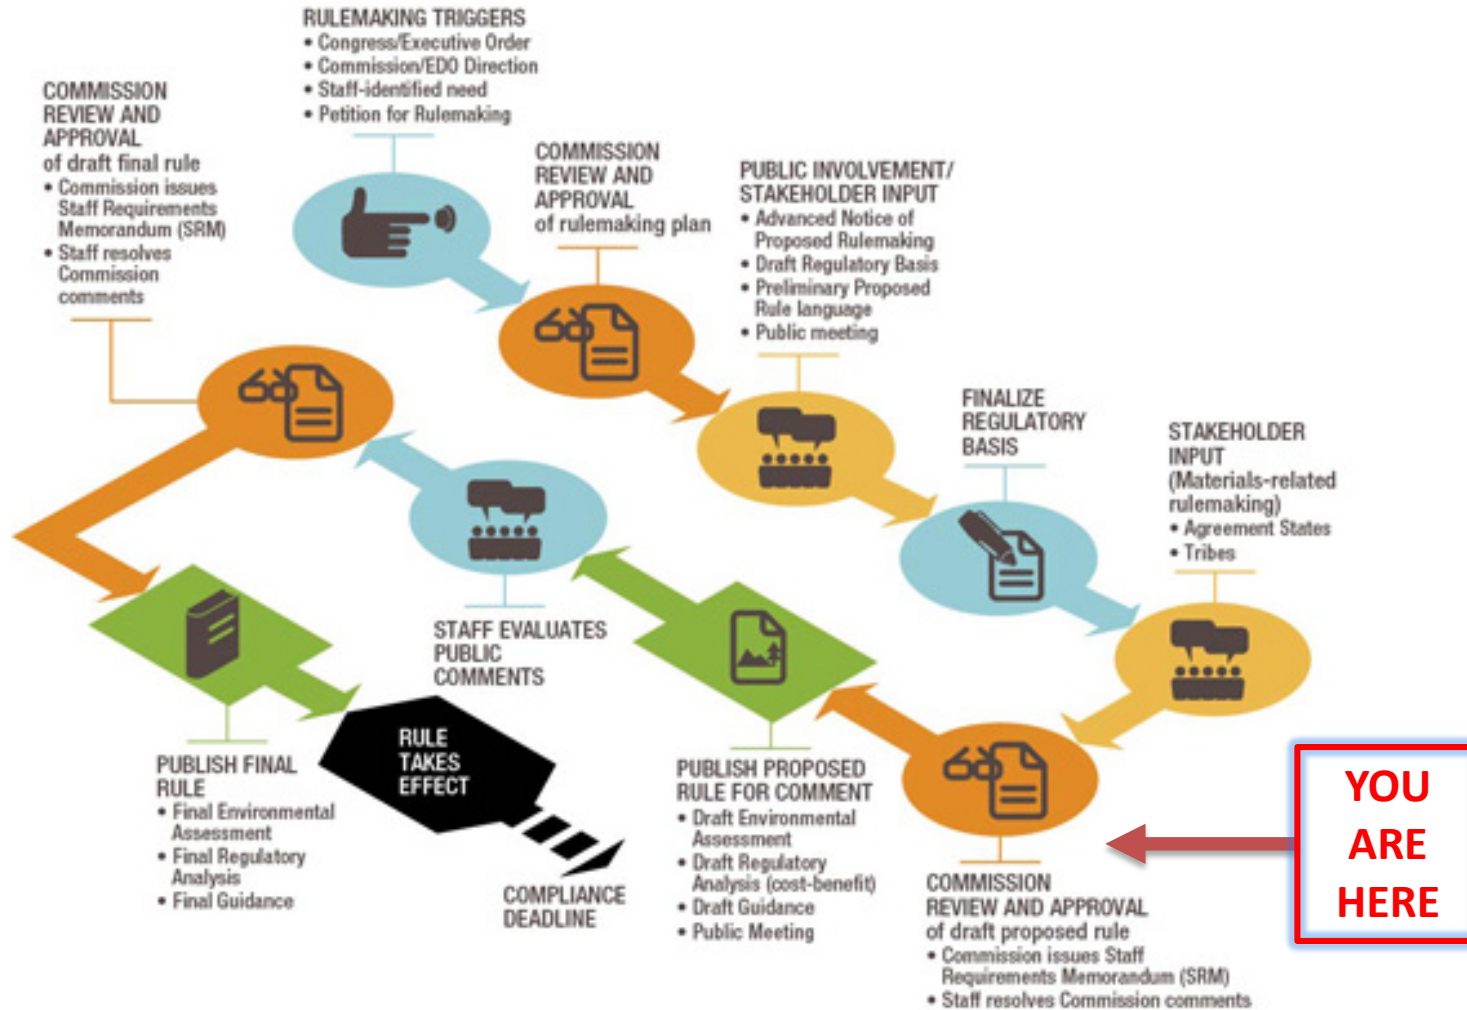 RULEMAKING TRIGGERS
• Congress/Executive Order
• Commission/EDO Direction
• Staff-identified need
• Petition for Rulemaking
COMMISSION
REVIEW AND
APPROVAL
of rulemaking plan
PUBLIC INVOLVEMENT/
STAKEHOLDER INPUT
• Advanced Notice of
Proposed Rulemaking
• Draft Regulatory Basis
• Preliminary Proposed
Rule language
• Public meeting
FINALIZE
REGULATORY
BASIS
STAKEHOLDER
INPUT
(Materials-related
rulemaking)
• Agreement States
• Tribes
COMMISSION
REVIEW AND APPROVAL
of draft proposed rule
• Commission issues Staff
Requirements Memorandum (SRM)
• Staff resolves Commission comments
YOU
ARE
HERE
PUBLISH PROPOSED
RULE FOR COMMENT
• Draft Environmental
Assessment
• Draft Regulatory
Analysis (cost-benefit)
• Draft Guidance
• Public Meeting
STAFF EVALUATES
PUBLIC
COMMENTS
COMMISSION
REVIEW AND
APPROVAL
of draft final rule
• Commission issues
Staff Requirements
Memorandum (SRM)
• Staff resolves
Commission
comments
PUBLISH FINAL
RULE
• Final Environmental
Assessment
• Final Regulatory
Analysis
• Final Guidance
RULE
TAKES
EFFECT
COMPLIANCE
DEADLINE